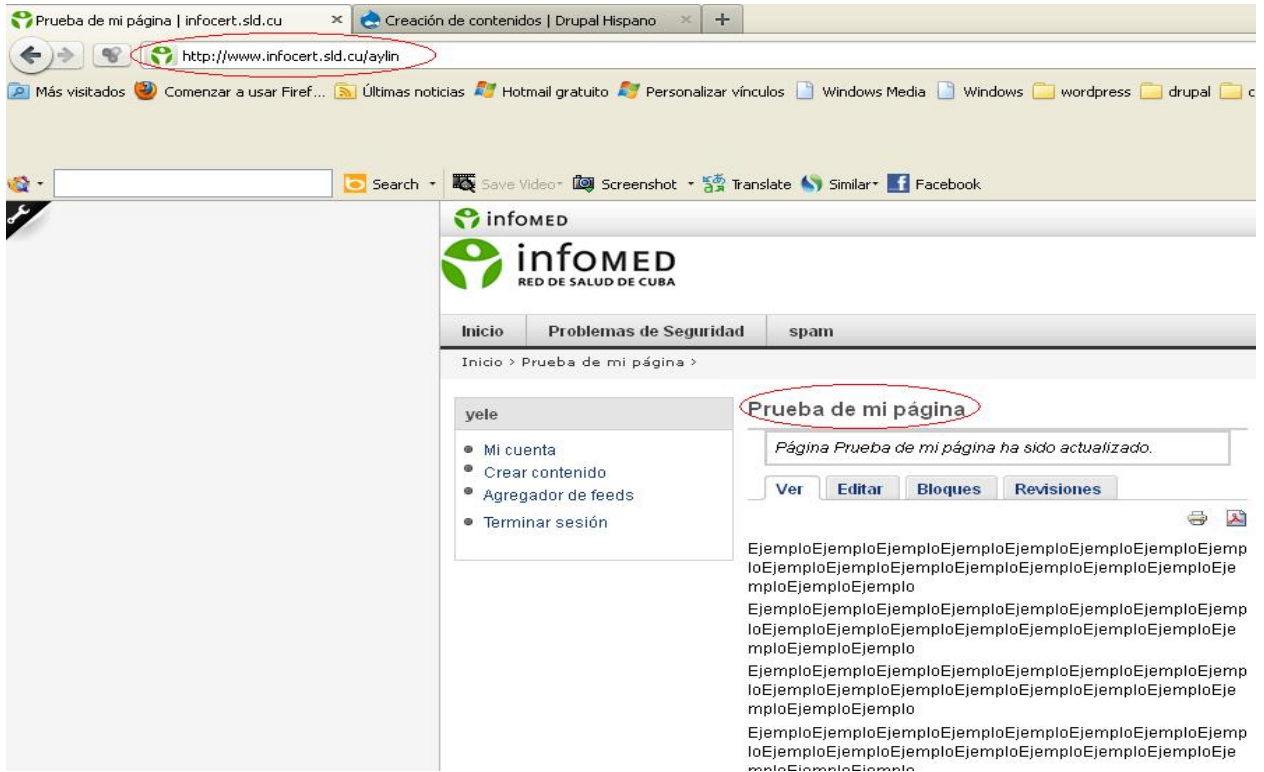 Prueba de mi página | infocert.sld.cu
Creación de contenidos | Drupal Hispano
http://www.infocert.sld.cu/aylin
Más visitados Comenzar a usar Firef... Últimas noticias Hotmail gratuito Personalizar vínculos Windows Media Windows wordpress drupal c
Search Save Video Screenshot Translate Similar Facebook
infoMED
infoMED
RED DE SALUD DE CUBA
Inicio Problemas de Seguridad spam
Inicio > Prueba de mi página >
yele
Mi cuenta
Crear contenido
Agregador de feeds
Terminar sesión
Prueba de mi página
Página Prueba de mi página ha sido actualizado.
Ver Editar Bloques Revisiones
EjemploEjemploEjemploEjemploEjemploEjemploEjemploEjemp
loEjemploEjemploEjemploEjemploEjemploEjemploEjemploEje
mploEjemploEjemplo
EjemploEjemploEjemploEjemploEjemploEjemploEjemploEjemp
loEjemploEjemploEjemploEjemploEjemploEjemploEjemploEje
mploEjemploEjemplo
EjemploEjemploEjemploEjemploEjemploEjemploEjemploEjemp
loEjemploEjemploEjemploEjemploEjemploEjemploEjemploEje
mploEjemploEjemplo
EjemploEjemploEjemploEjemploEjemploEjemploEjemploEjemp
loEjemploEjemploEjemploEjemploEjemploEjemploEjemploEje
mploEjemploEjemplo